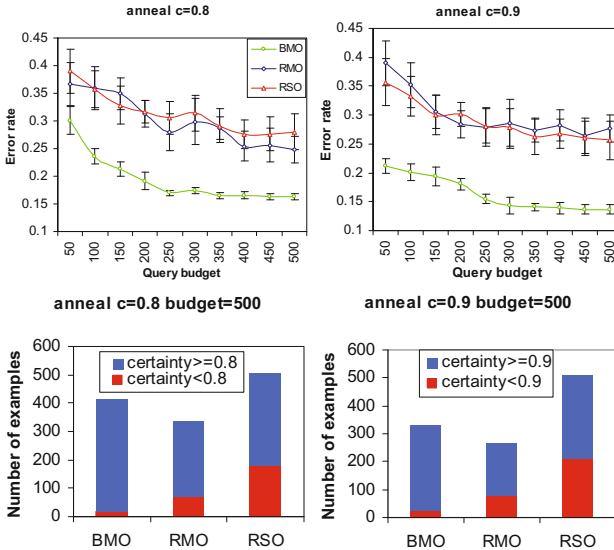 anneal c=0.8
0.45
0.4
0.35
0.3
0.25
0.2
0.15
0.1
Error rate
BMO
RMO
RSO
50
100
150
200
250
300
350
400
450
500
Query budget
anneal c=0.9
0.45
0.4
0.35
0.3
0.25
0.2
0.15
0.1
Error rate
50
100
150
200
250
300
350
400
450
500
Query budget
anneal c=0.8 budget=500
600
500
400
300
200
100
0
Number of examples
certainty>=0.8
certainty<0.8
BMO RMO RSO
anneal c=0.9 budget=500
600
500
400
300
200
100
0
Number of examples
certainty>=0.9
certainty<0.9
BMO RMO RSO